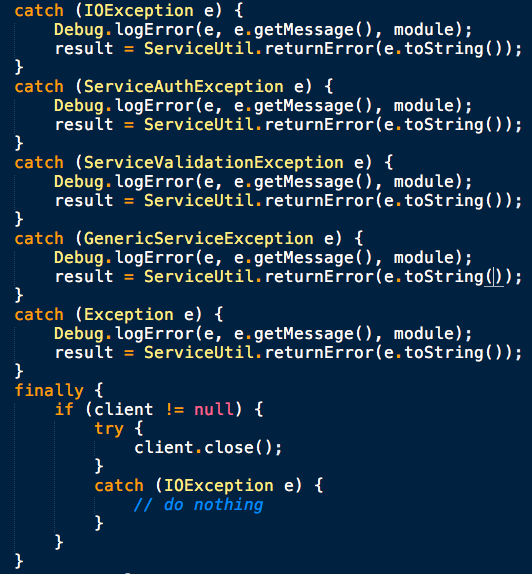 catch (IOException e) {
    Debug.logError(e, e.getMessage(), module);
    result = ServiceUtil.returnError(e.toString());
}
catch (ServiceAuthException e) {
    Debug.logError(e, e.getMessage(), module);
    result = ServiceUtil.returnError(e.toString());
}
catch (ServiceValidationException e) {
    Debug.logError(e, e.getMessage(), module);
    result = ServiceUtil.returnError(e.toString());
}
catch (GenericServiceException e) {
    Debug.logError(e, e.getMessage(), module);
    result = ServiceUtil.returnError(e.toString());
}
catch (Exception e) {
    Debug.logError(e, e.getMessage(), module);
    result = ServiceUtil.returnError(e.toString());
}
finally {
    if (client != null) {
        try {
            client.close();
        }
        catch (IOException e) {
            // do nothing
        }
    }
}